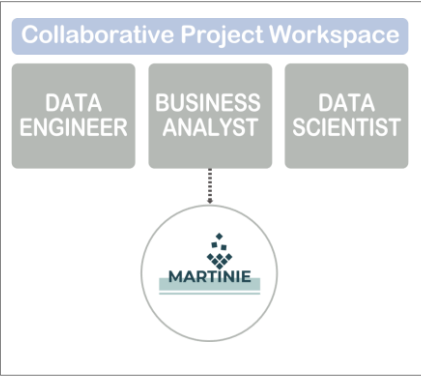 Collaborative Project Workspace
DATA
ENGINEER
BUSINESS
ANALYST
DATA
SCIENTIST
MARTINIE